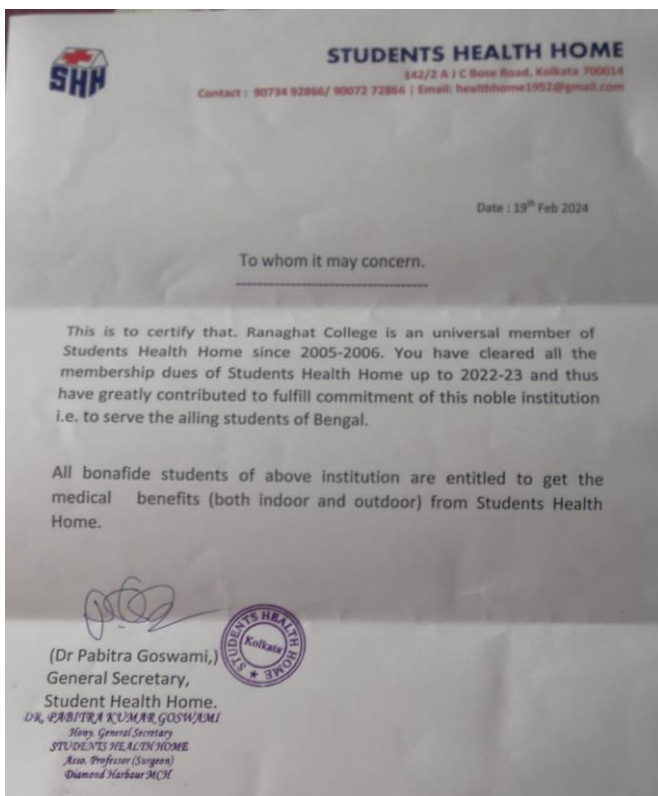 SHH
STUDENTS HEALTH HOME
142/2 A J C Bose Road, Kolkata 700014
Contact : 90734 92866/ 90072 72866 | Email: healthhome1952@gmail.com
Date : 19th Feb 2024
To whom it may concern.
-----------------------------------
This is to certify that. Ranaghat College is an universal member of
Students Health Home since 2005-2006. You have cleared all the
membership dues of Students Health Home up to 2022-23 and thus
have greatly contributed to fulfill commitment of this noble institution
i.e. to serve the ailing students of Bengal.
All bonafide students of above institution are entitled to get the
medical benefits (both indoor and outdoor) from Students Health
Home.
STUDENTS HEALTH HOME
Kolkata
(Dr Pabitra Goswami,)
General Secretary,
Student Health Home.
DR. PABITRA KUMAR GOSWAMI
Hony. General Secretary
STUDENTS HEALTH HOME
Asso. Professor (Surgeon)
Diamond Harbaur MCH